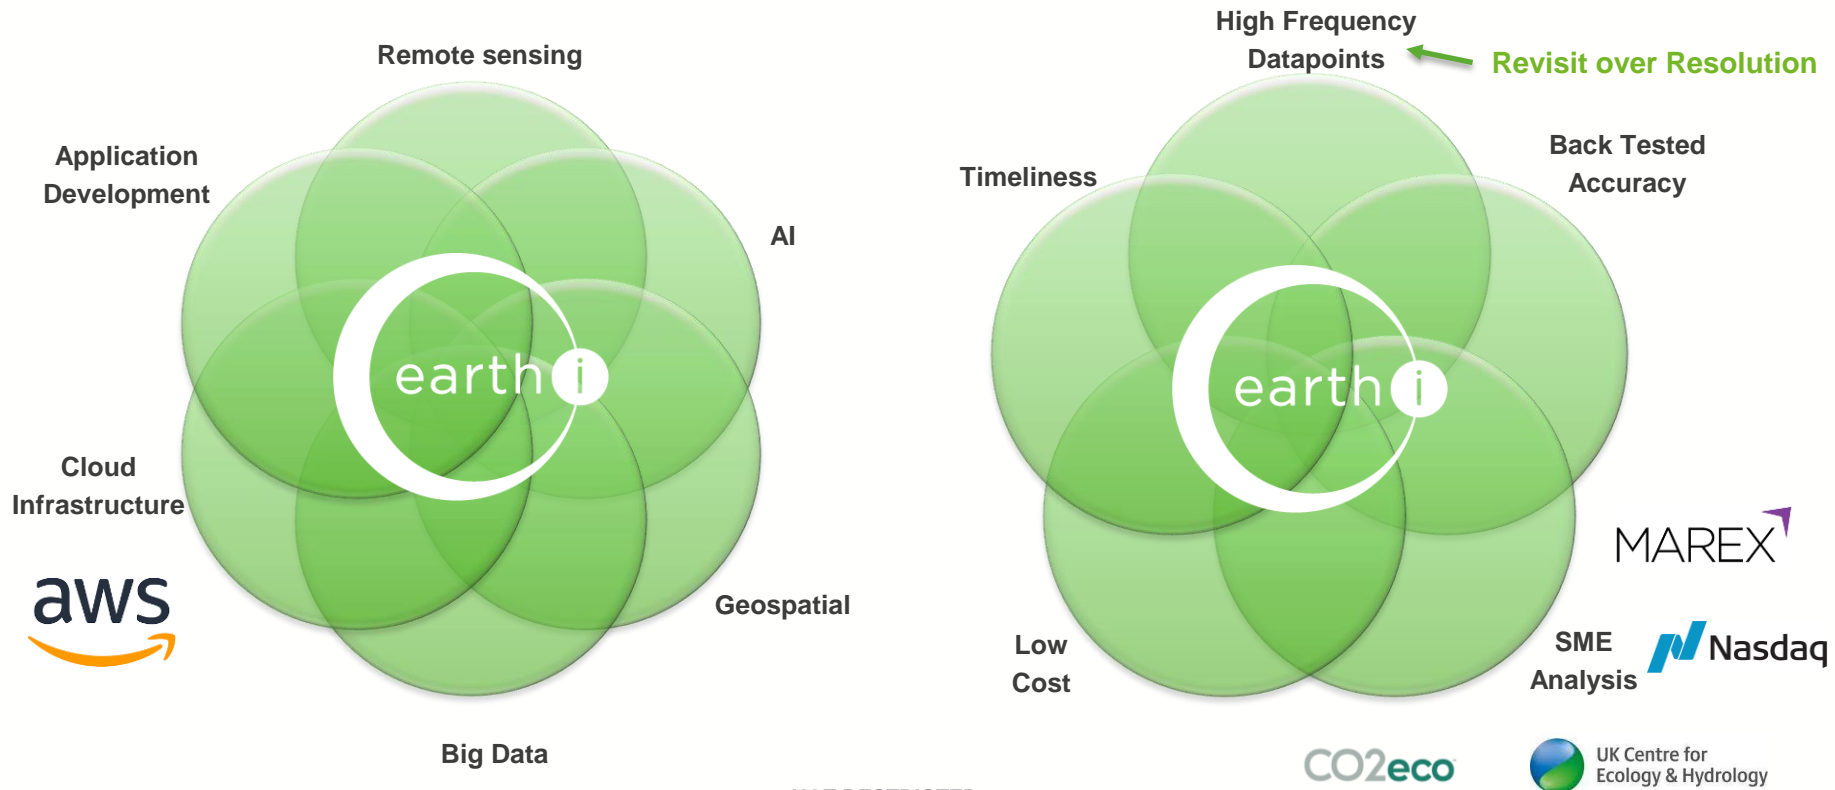 Remote sensing
Application
Development
AI
earth i
Cloud
Infrastructure
aws
Geospatial
Big Data
High Frequency
Datapoints
Revisit over Resolution
Timeliness
Back Tested
Accuracy
earth i
MAREX
Low
Cost
SME
Analysis
Nasdaq
CO2eco
UK Centre for
Ecology & Hydrology